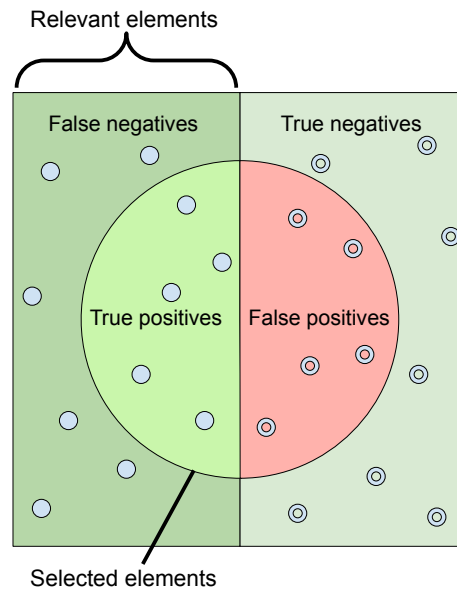 Relevant elements
False negatives
True negatives
True positives
False positives
Selected elements